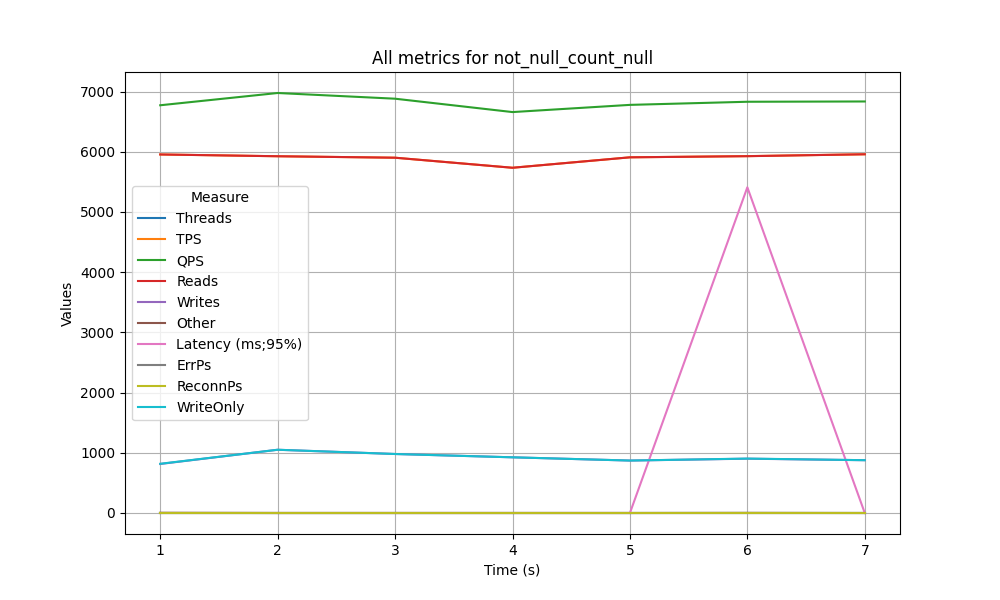 All metrics for not_null_count_null
7000
6000
5000
4000
3000
2000
1000
0
Values
Measure
Threads
TPS
QPS
Reads
Writes
Other
Latency (ms;95%)
ErrPs
ReconnPs
WriteOnly
1 2 3 4 5 6 7
Time (s)